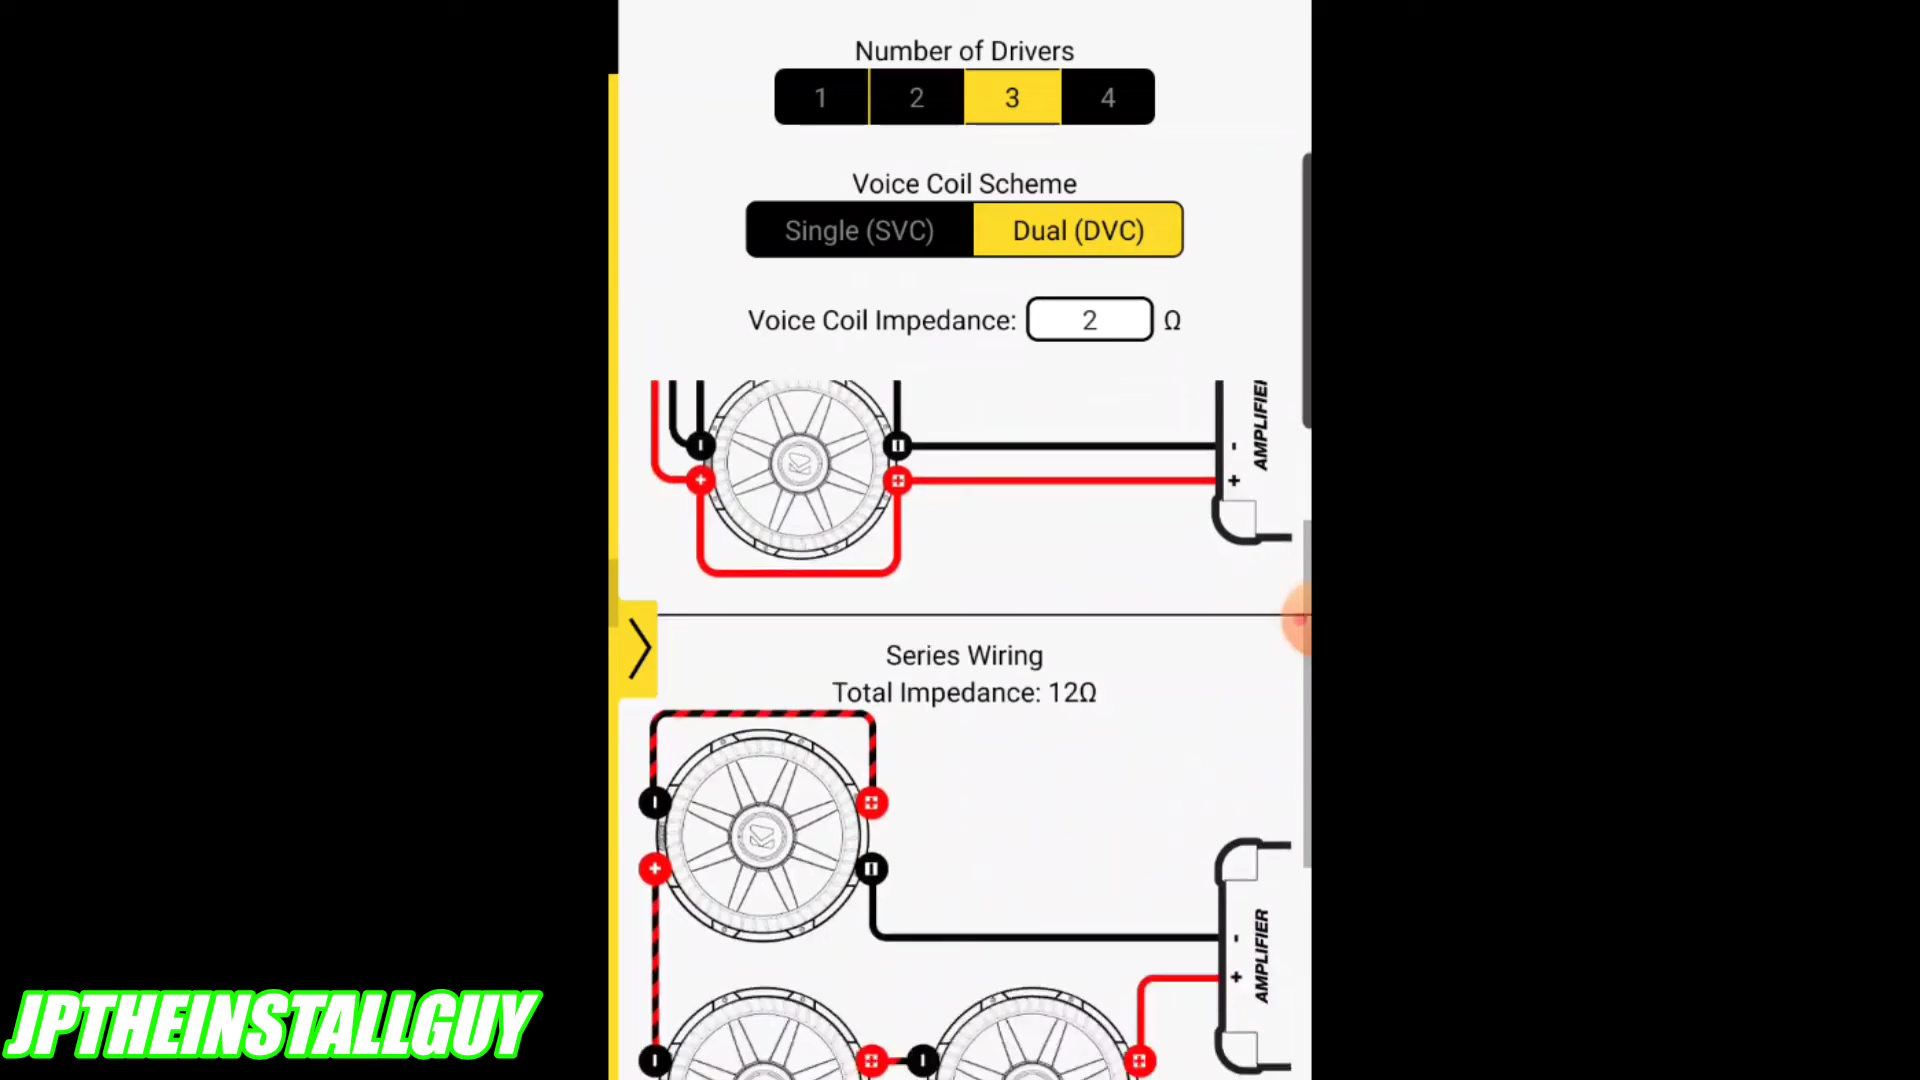 Number of Drivers
1 2 3 4
Voice Coil Scheme
Single (SVC) Dual (DVC)
Voice Coil Impedance: 2 Ω
AMPLIFIER
- 
+
Series Wiring
Total Impedance: 12Ω
AMPLIFIER
-
+
JPTHEINSTALLGUY